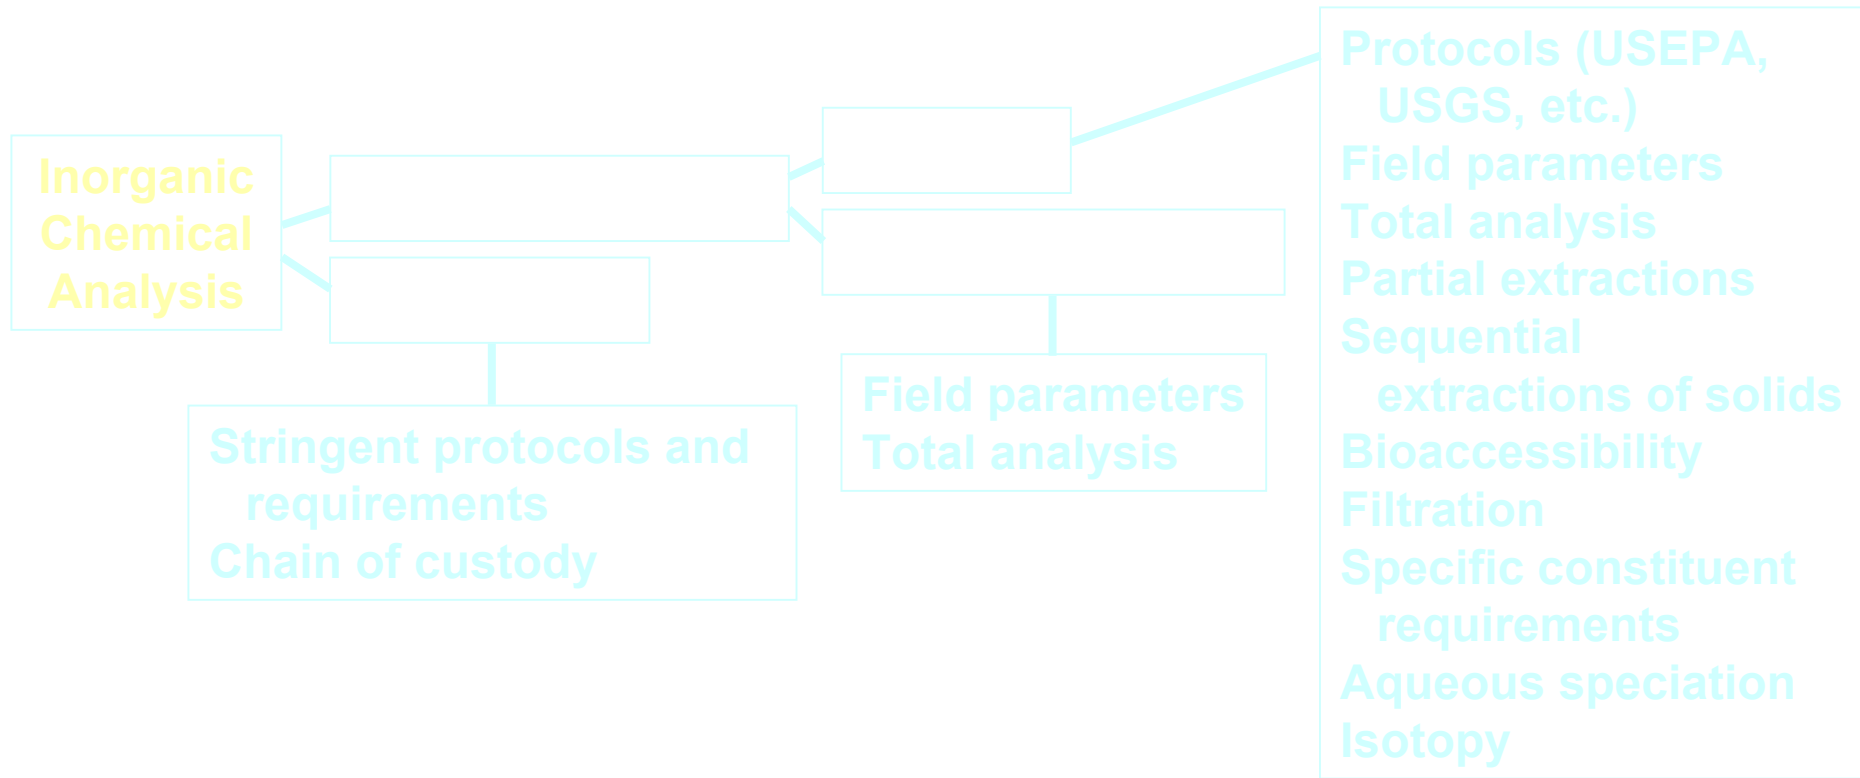 Inorganic
Chemical
Analysis
Stringent protocols and
requirements
Chain of custody
Field parameters
Total analysis
Protocols (USEPA,
USGS, etc.)
Field parameters
Total analysis
Partial extractions
Sequential
extractions of solids
Bioaccessibility
Filtration
Specific constituent
requirements
Aqueous speciation
Isotopy